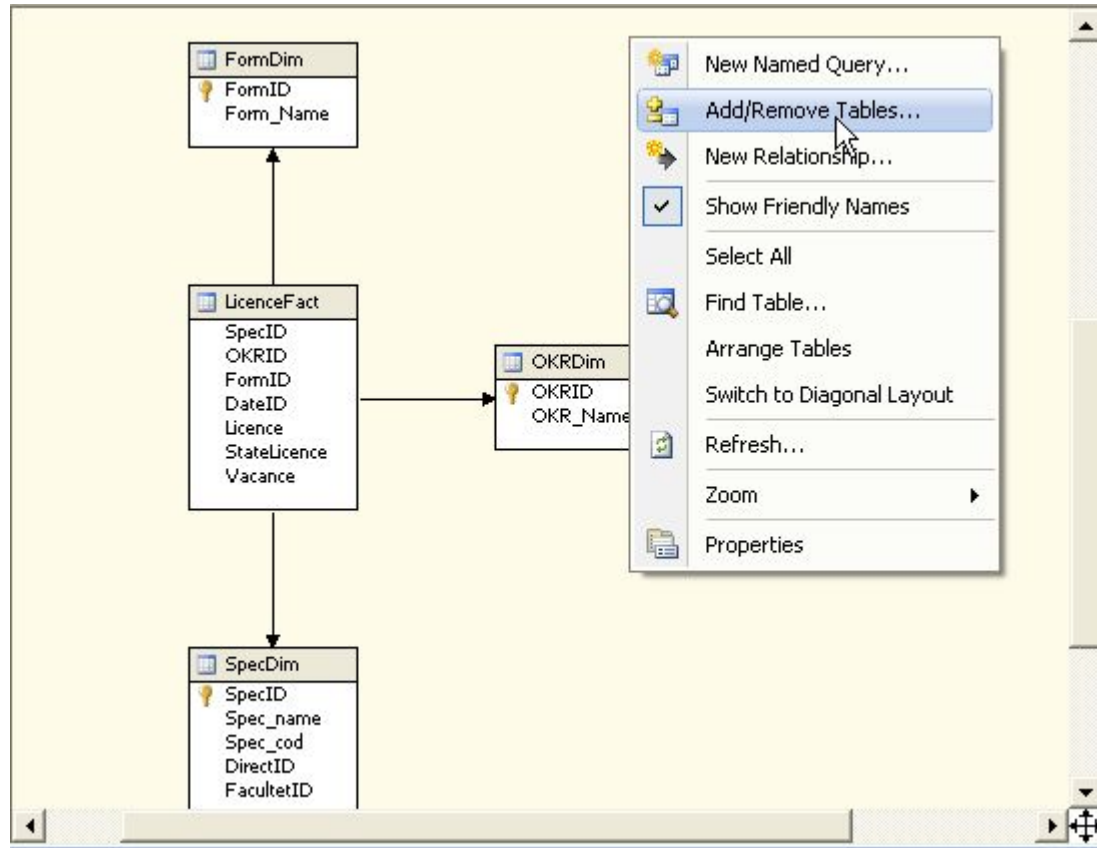 FormDim
FormID
Form_Name
LicenceFact
SpecID
OKRID
FormID
DateID
Licence
StateLicence
Vacance
OKRDim
OKRID
OKR_Name
SpecDim
SpecID
Spec_name
Spec_cod
DirectID
FacultetID
New Named Query...
Add/Remove Tables...
New Relationship...
Show Friendly Names
Select All
Find Table...
Arrange Tables
Switch to Diagonal Layout
Refresh...
Zoom
Properties